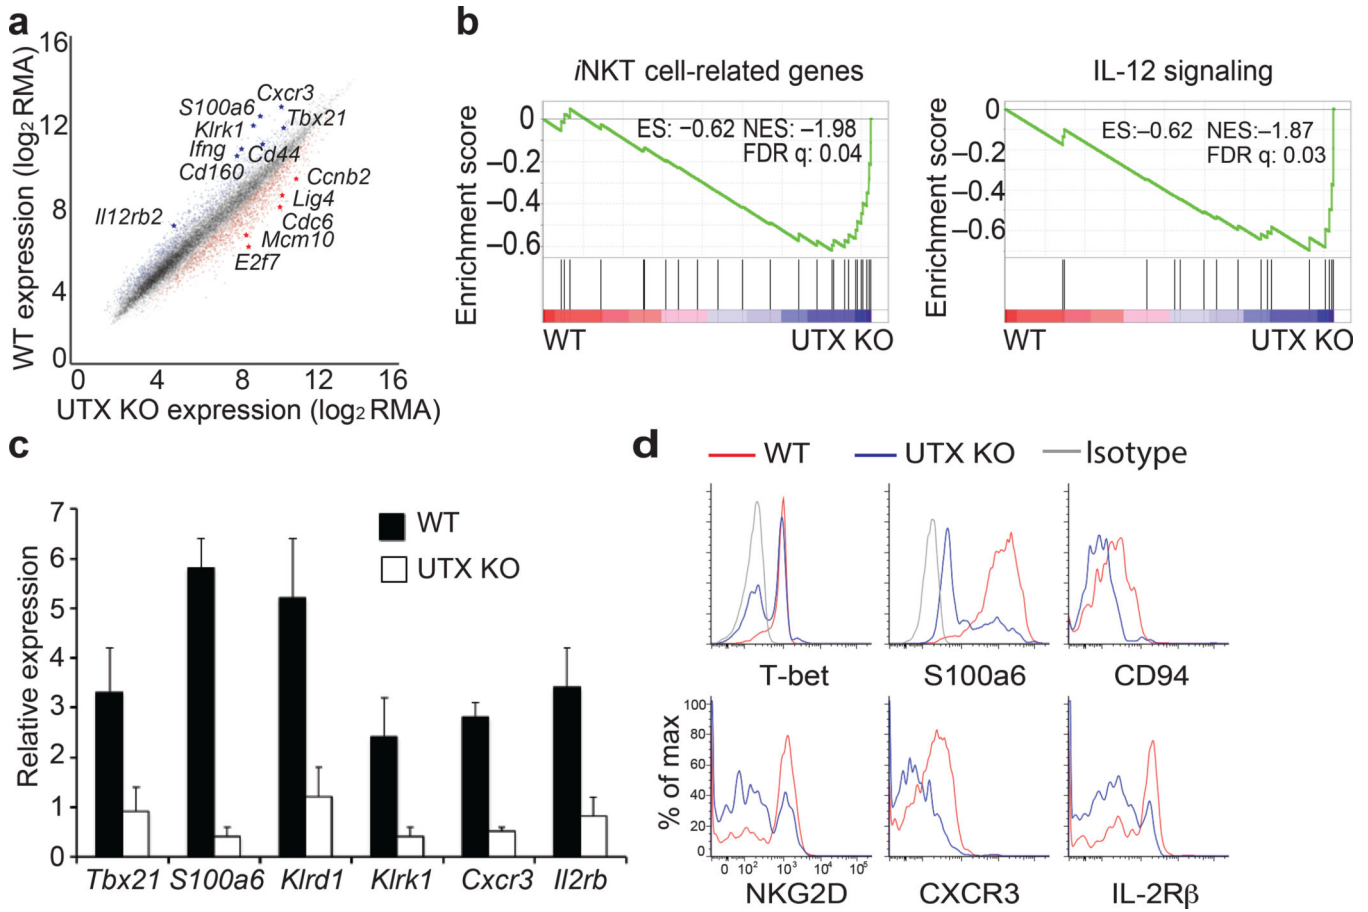 a
WT expression (log2 RMA)
16
12
8
4
0
0 4 8 12 16
UTX KO expression (log2 RMA)
Cxcr3
S100a6
Tbx21
Klrk1
Ifng
Cd44
Cd160
Ccnb2
Lig4
Il12rb2
Cdc6
Mcm10
E2f7
b
iNKT cell-related genes
Enrichment score
0
−0.2
−0.4
−0.6
ES: −0.62 NES: −1.98
FDR q: 0.04
WT UTX KO
IL-12 signaling
Enrichment score
0
−0.2
−0.4
−0.6
ES:−0.62 NES:−1.87
FDR q: 0.03
WT UTX KO
c
Relative expression
7
6
5
4
3
2
1
0
WT
UTX KO
Tbx21 S100a6 Klrd1 Klrk1 Cxcr3 Il2rb
d
WT UTX KO Isotype
T-bet S100a6 CD94
% of max
100
80
60
40
20
0
0 10² 10³ 10⁴ 10⁵
NKG2D CXCR3 IL-2Rβ